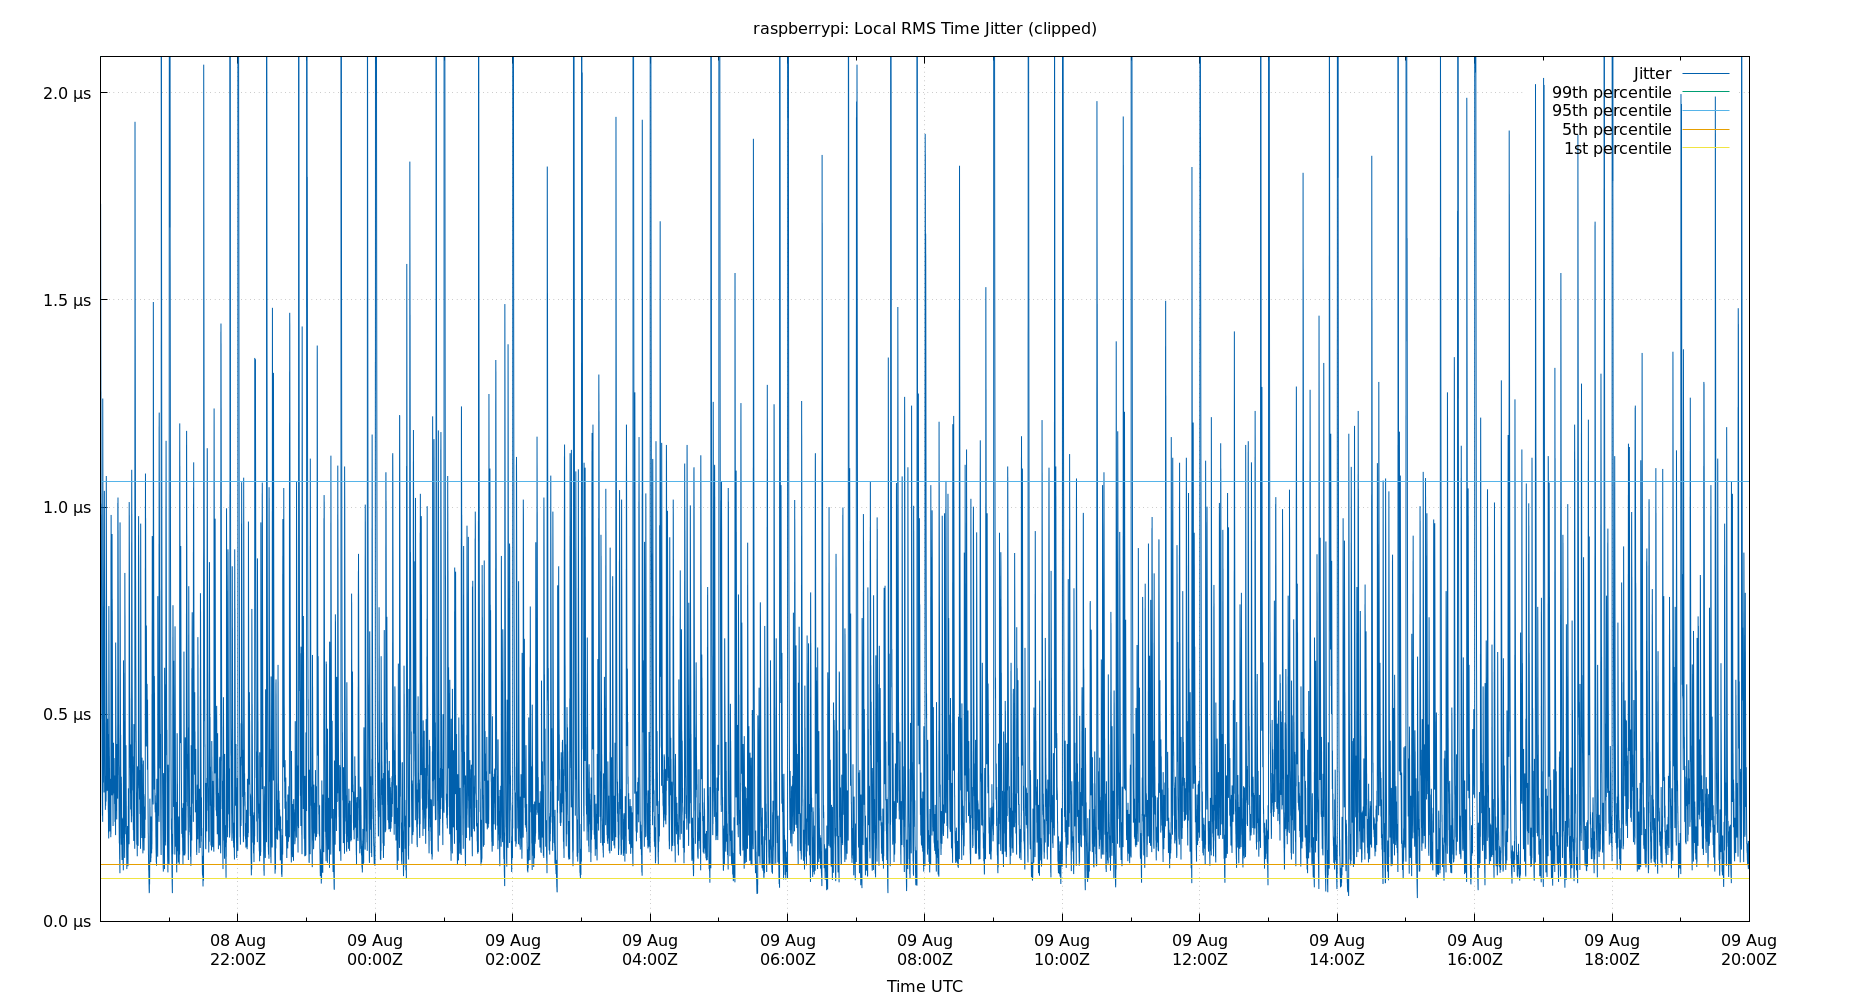 raspberrypi: Local RMS Time Jitter (clipped)
Jitter
99th percentile
95th percentile
5th percentile
1st percentile
2.0 µs
1.5 µs
1.0 µs
0.5 µs
0.0 µs
08 Aug 09 Aug 09 Aug 09 Aug 09 Aug 09 Aug 09 Aug 09 Aug 09 Aug 09 Aug 09 Aug 09 Aug
22:00Z 00:00Z 02:00Z 04:00Z 06:00Z 08:00Z 10:00Z 12:00Z 14:00Z 16:00Z 18:00Z 20:00Z
Time UTC